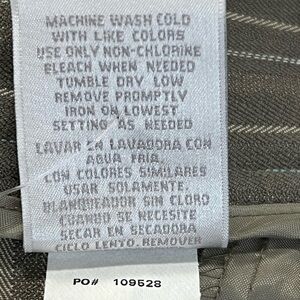 MACHINE WASH COLD
WITH LIKE COLORS
USE ONLY NON-CHLORINE
BLEACH WHEN NEEDED
TUMBLE DRY LOW
REMOVE PROMPTLY
IRON ON LOWEST
SETTING AS NEEDED
LAVAR EN LAVADORA CON
AGUA FRIA.
CON COLORES SIMILARES
USAR SOLAMENTE.
BLANQUEADOR SIN CLORO
CUANDO SE NECESITE
SECAR EN SECADORA
CICLO LENTO. REMOVER
PO# 109528